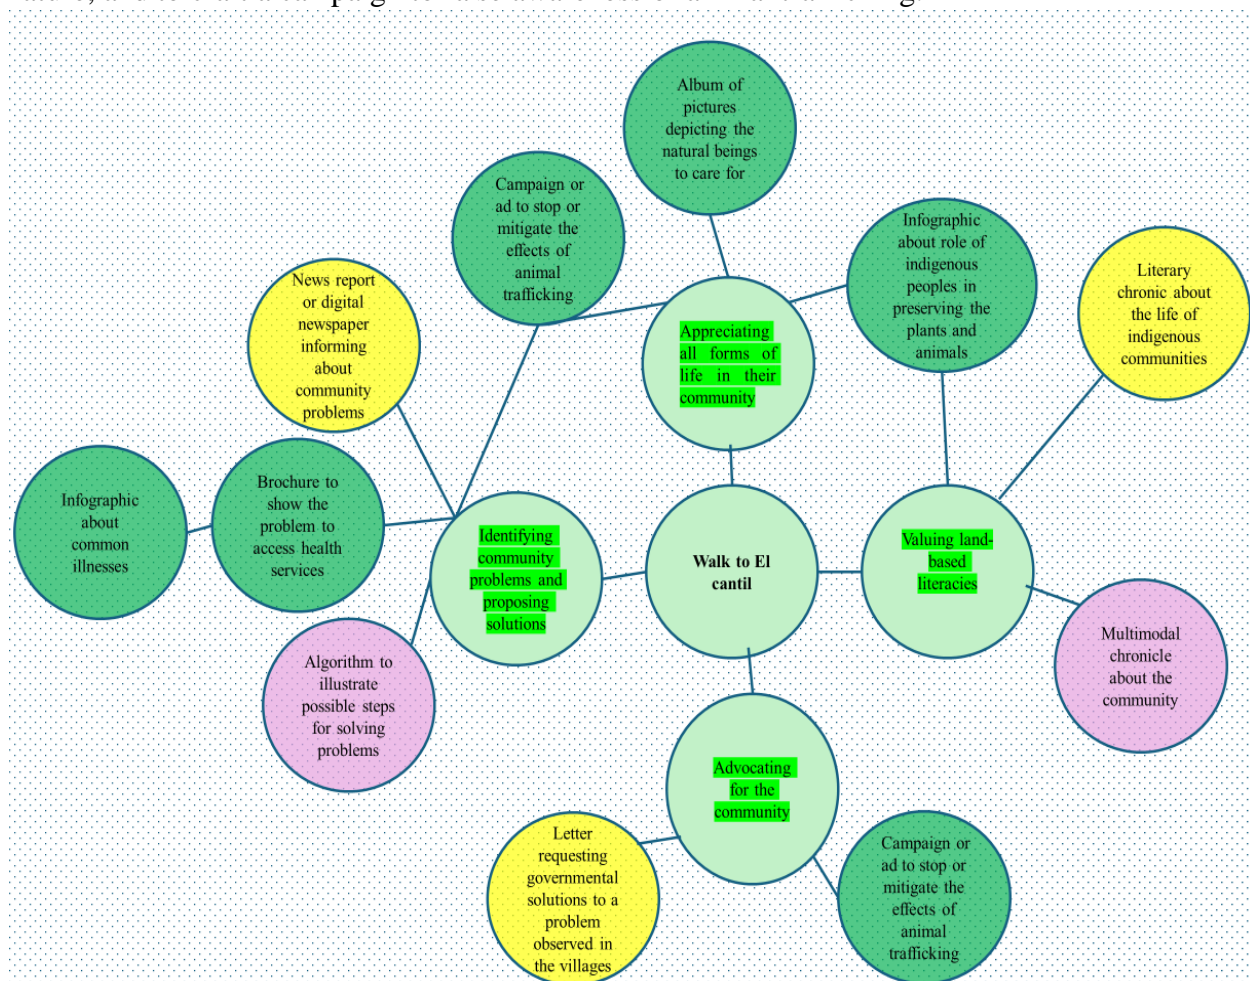 Album of
pictures
depicting the
natural beings
to care for
Campaign or
ad to stop or
mitigate the
effects of
animal
trafficking
Infographic
about role of
indigenous
peoples in
preserving the
plants and
animals
Literary
chronic about
the life of
indigenous
communities
News report
or digital
newspaper
informing
about
community
problems
Appreciating
all forms of
life in their
community
Infographic
about
common
illnesses
Brochure to
show the
problem to
access health
services
Identifying
community
problems and
proposing
solutions
Walk to El
cantil
Valuing land-
based
literacies
Algorithm to
illustrate
possible steps
for solving
problems
Multimodal
chronicle
about the
community
Advocating
for the
community
Letter
requesting
governmental
solutions to a
problem
observed in
the villages
Campaign or
ad to stop or
mitigate the
effects of
animal
trafficking